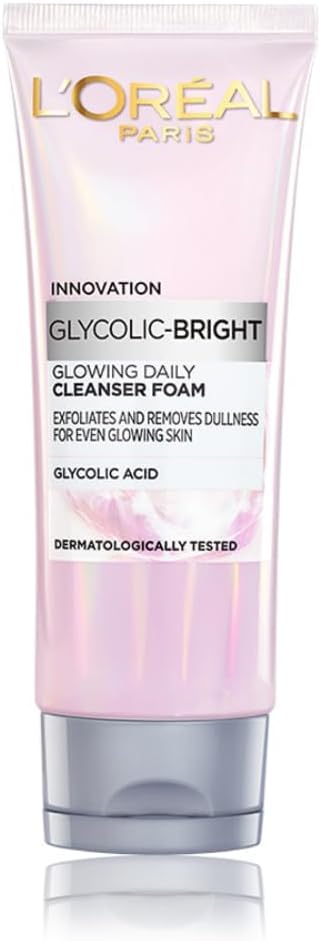 L'ORÉAL
PARIS
INNOVATION
GLYCOLIC-BRIGHT
GLOWING DAILY
CLEANSER FOAM
EXFOLIATES AND REMOVES DULLNESS
FOR EVEN GLOWING SKIN
GLYCOLIC ACID
DERMATOLOGICALLY TESTED